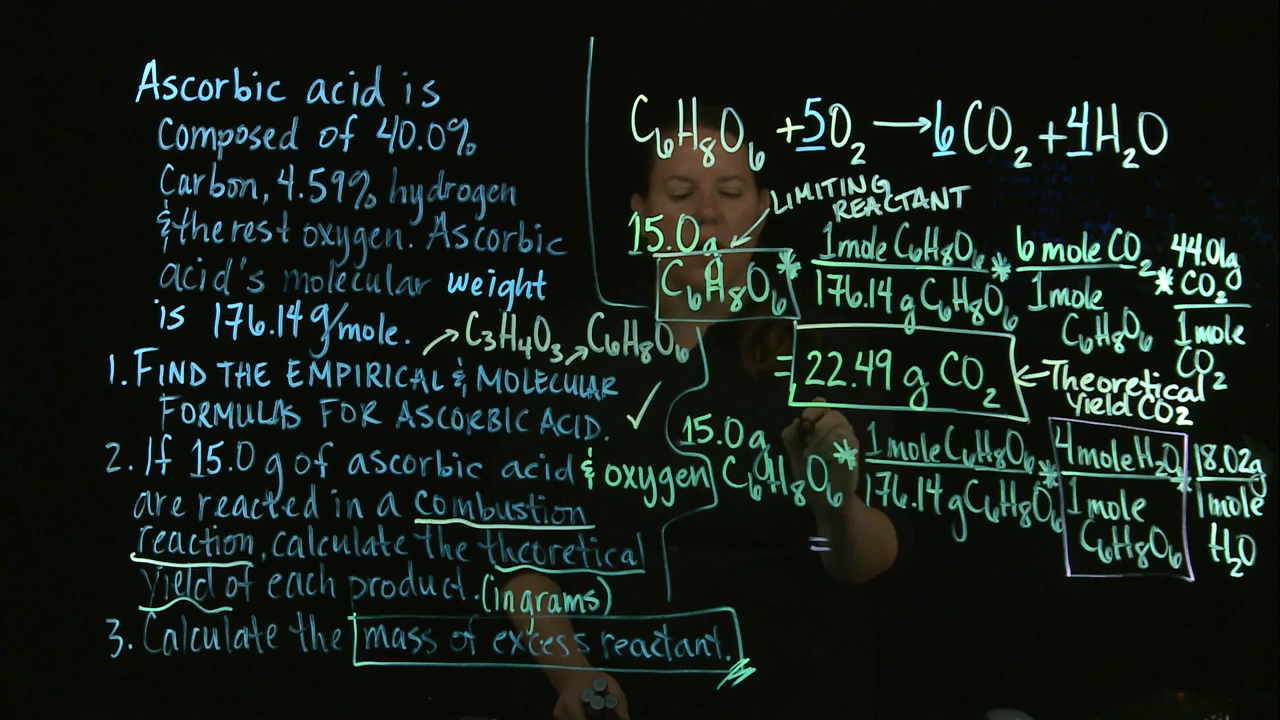 Ascorbic acid is
composed of 40.0%
Carbon, 4.59% hydrogen
& the rest oxygen. Ascorbic
acid's molecular weight
is 176.14 g/mole.
→ C₃H₄O₃ → C₆H₈O₆
1. FIND THE EMPIRICAL & MOLECULAR
FORMULAS FOR ASCORBIC ACID. ✓
2. If 15.0 g of ascorbic acid & oxygen
are reacted in a combustion
reaction, calculate the theoretical
yield of each product. (in grams)
3. Calculate the mass of excess reactant.
C₆H₈O₆ + 5O₂ → 6CO₂ + 4H₂O
LIMITING
REACTANT
15.0 g
C₆H₈O₆ * 1 mole C₆H₈O₆ / 176.14 g C₆H₈O₆ * 6 mole CO₂ / 1 mole C₆H₈O₆ * 44.01g CO₂ / 1 mole CO₂
= 22.49 g CO₂
← Theoretical
Yield CO2
15.0 g
C₆H₈O₆ * 1 mole C₆H₈O₆ / 176.14 g C₆H₈O₆ * 4 mole H₂O / 1 mole C₆H₈O₆ * 18.02g / 1 mole H₂O
=